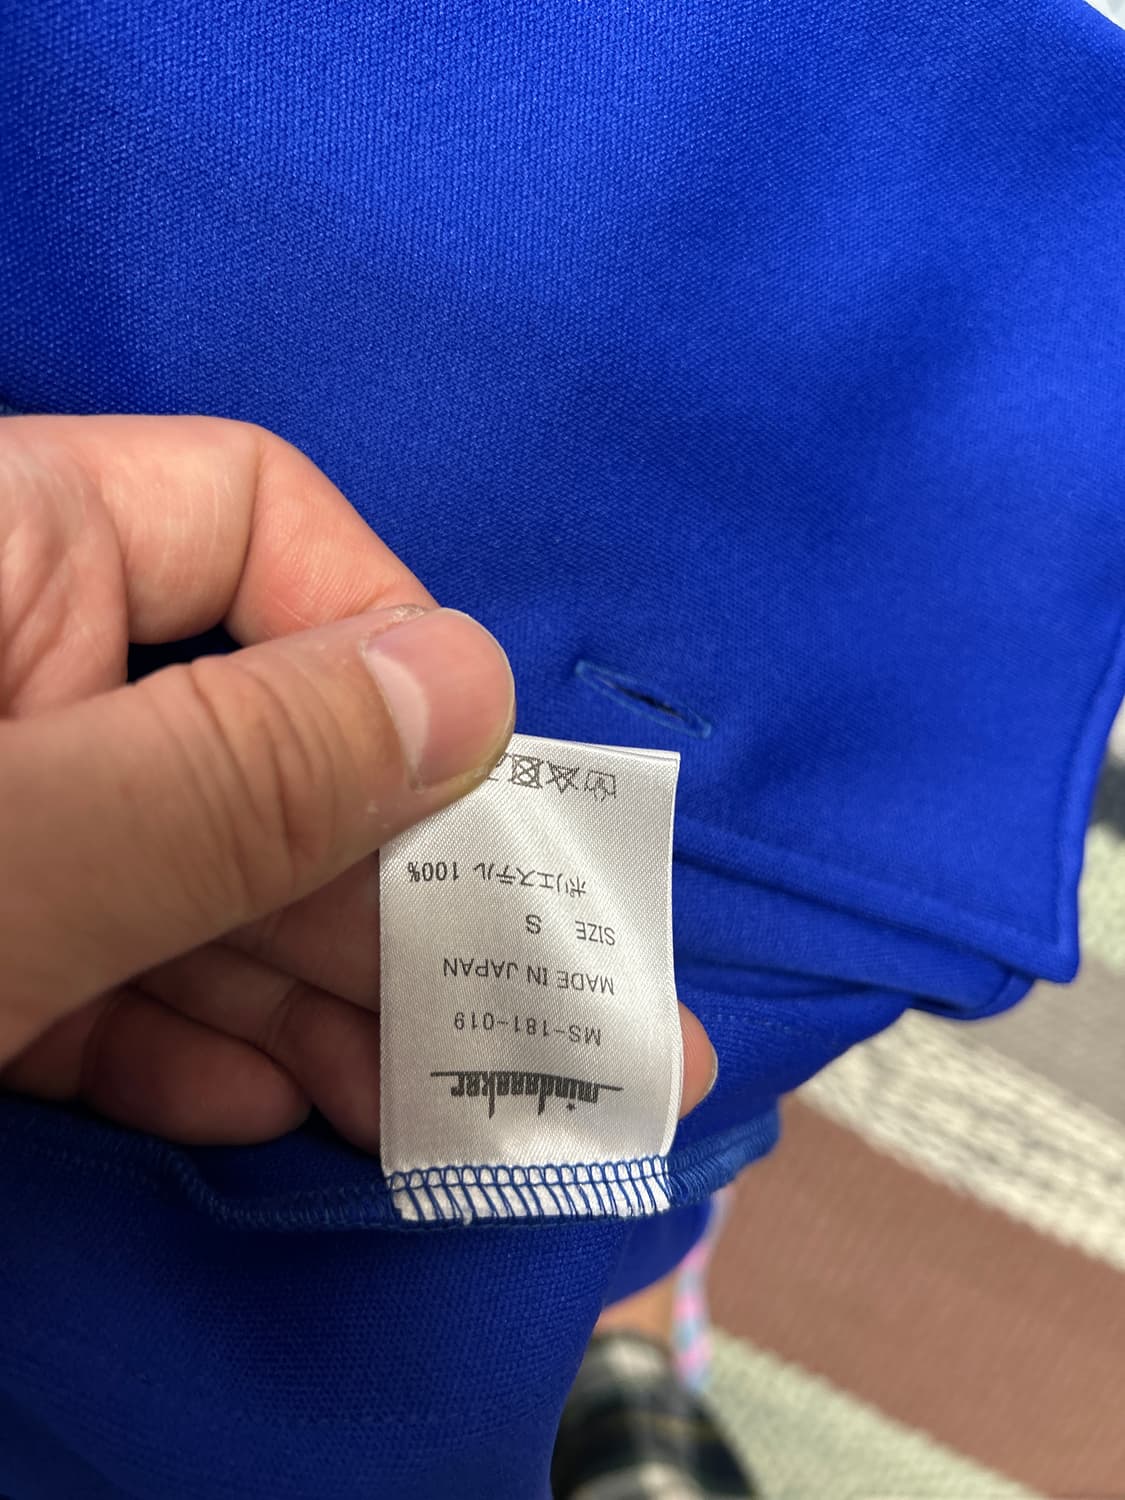 mindseeker
MS-181-019
MADE IN JAPAN
SIZE S
ポリエステル 100%